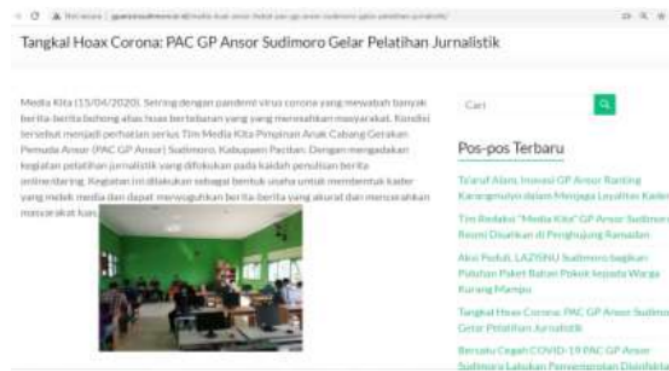 Tangkal Hoax Corona: PAC GP Ansor Sudimoro Gelar Pelatihan Jurnalistik
Media Kita (15/04/2020). Seiring dengan pandemi virus corona yang mewabah banyak
berita-berita bohong alias hoax bertebaran yang yang meresahkan masyarakat. Kondisi
tersebut menjadi perhatian serius Tim Media Kita Pimpinan Anak Cabang Gerakan
Pemuda Ansor (PAC GP Ansor) Sudimoro, Kabupaen Pacitan. Dengan mengadakan
kegiatan pelatihan jurnalistik yang difokuskan pada kaidah penulisan berita
online/daring. Kegiatan ini dilakukan sebagai bentuk usaha untuk membentuk kader
yang melek media dan dapat menyuguhkan berita-berita yang akurat dan mencerahkan
masyarakat luas.
Cari
Pos-pos Terbaru
Ta'aruf Alam, Inovasi GP Ansor Ranting
Karangmulyo dalam Menjaga Loyalitas Kader
Tim Redaksi "Media Kita" GP Ansor Sudimoro
Resmi Disahkan di Penghujung Ramadan
Aksi Peduli, LAZISNU Sudimoro bagikan
Puluhan Paket Bahan Pokok kepada Warga
Kurang Mampu
Tangkal Hoax Corona: PAC GP Ansor Sudimo
Gelar Pelatihan Jurnalistik
Bersatu Cegah COVID-19 PAC GP Ansor
Sudimoro Lakukan Penyemprotan Disinfekta